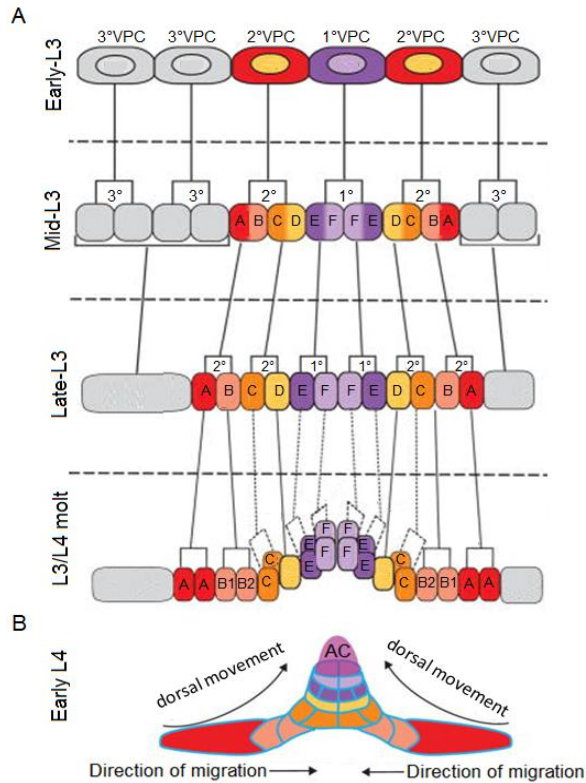 A
3°VPC 3°VPC 2°VPC 1°VPC 2°VPC 3°VPC
Early-L3
3° 3° 2° 1° 2° 3°
A B C D E F F E D C B A
Mid-L3
2° 2° 1° 1° 2° 2°
A B C D E F F E D C B A
Late-L3
F F
C E F F E C
A A B1 B2 C E E C B2 B1 A A
L3/L4 molt
B
AC
dorsal movement dorsal movement
Early L4
Direction of migration Direction of migration